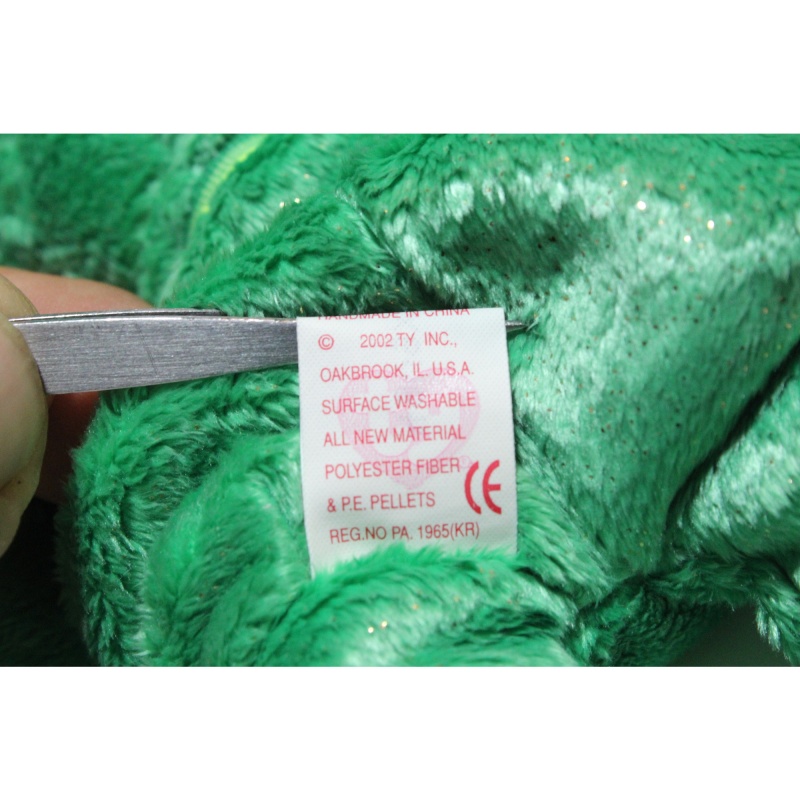 HANDMADE IN CHINA
© 2002 TY INC.,
OAKBROOK, IL. U.S.A.
SURFACE WASHABLE
ALL NEW MATERIAL
POLYESTER FIBER
& P.E. PELLETS CE
REG.NO PA. 1965(KR)